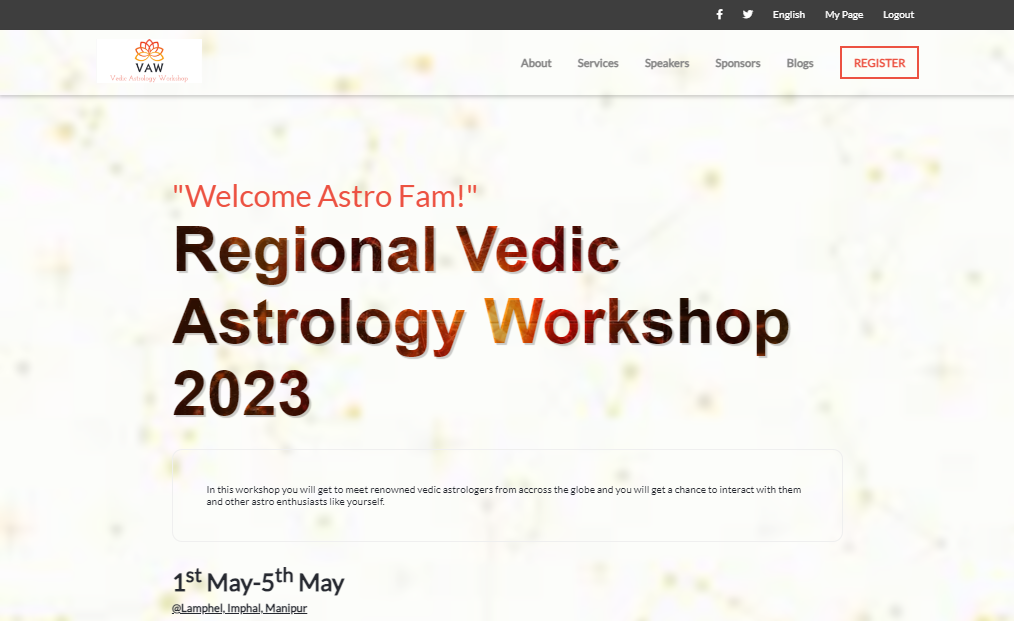 English My Page Logout
VAW
Vedic Astrology Workshop
About Services Speakers Sponsors Blogs REGISTER
"Welcome Astro Fam!"
Regional Vedic
Astrology Workshop
2023
In this workshop you will get to meet renowned vedic astrologers from accross the globe and you will get a chance to interact with them
and other astro enthusiasts like yourself.
1st May-5th May
@Lamphel, Imphal, Manipur